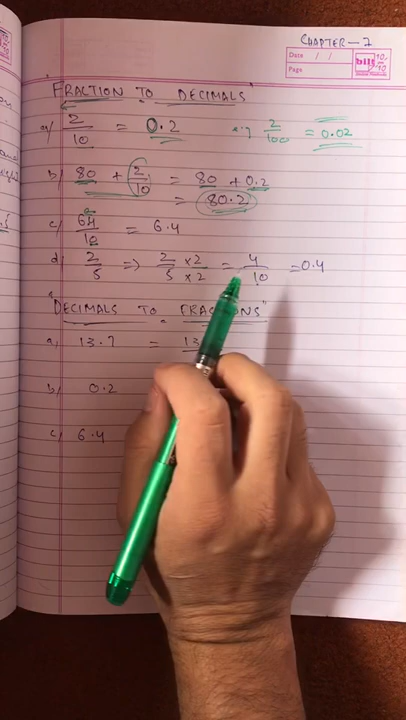 CHAPTER - 7
Date / /
Page
FRACTION TO DECIMALS
a) 2/10 = 0.2 e.) 2/100 = 0.02
b) 80 + 2/10 = 80 + 0.2
= 80.2
c) 64/10 = 6.4
d) 2/5 => 2 x2/5 x2 = 4/10 = 0.4
"DECIMALS TO FRACTIONS"
a) 13.7 = 13
b) 0.2
c) 6.4